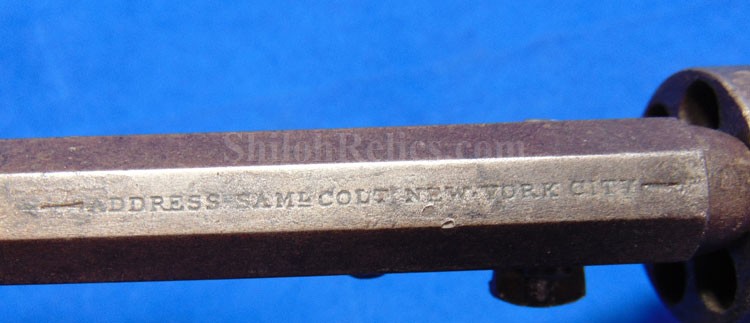 ShilohRelics.com
—ADDRESS SAML COLT NEW-YORK CITY—